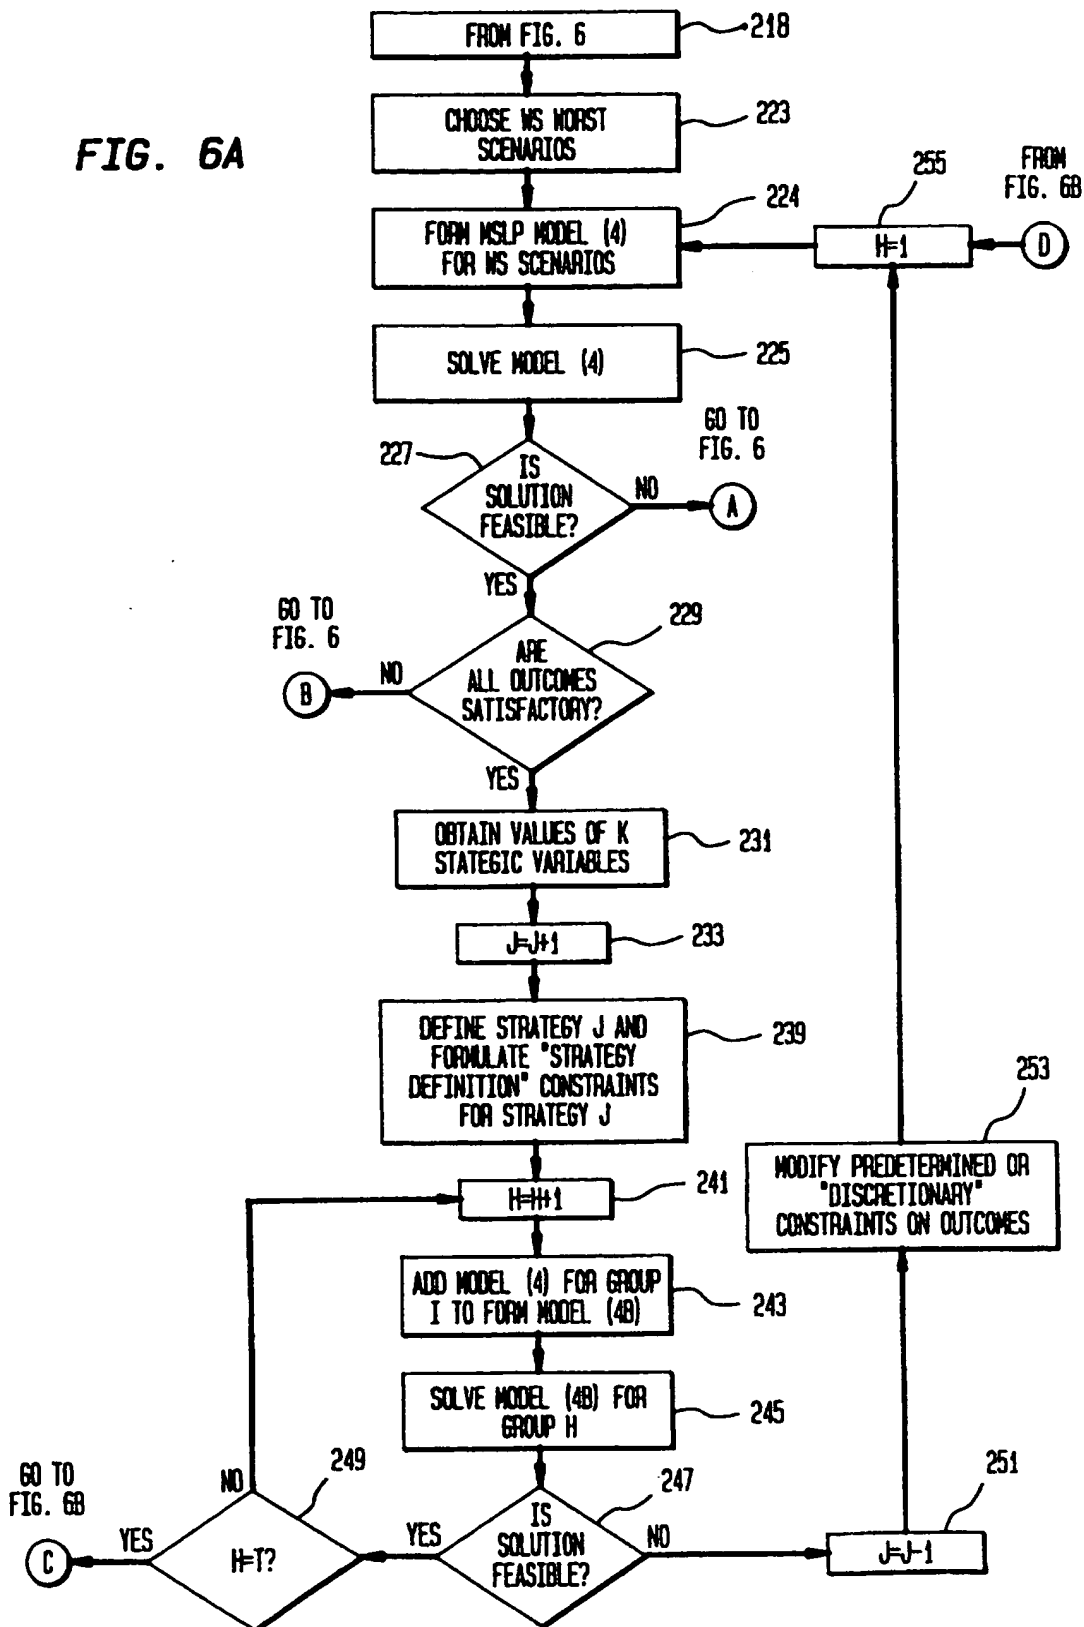 FROM FIG. 6
218
FIG. 6A
CHOOSE WS WORST
SCENARIOS
223
FORM MSLP MODEL (4)
FOR WS SCENARIOS
224
255
H=1
FROM
FIG. 6B
D
SOLVE MODEL (4)
225
227
IS
SOLUTION
FEASIBLE?
NO
GO TO
FIG. 6
A
YES
GO TO
FIG. 6
B
NO
ARE
ALL OUTCOMES
SATISFACTORY?
229
YES
OBTAIN VALUES OF K
STATEGIC VARIABLES
231
J=J+1
233
DEFINE STRATEGY J AND
FORMULATE "STRATEGY
DEFINITION" CONSTRAINTS
FOR STRATEGY J
239
253
MODIFY PREDETERMINED OR
"DISCRETIONARY"
CONSTRAINTS ON OUTCOMES
H=H+1
241
ADD MODEL (4) FOR GROUP
I TO FORM MODEL (4B)
243
SOLVE MODEL (4B) FOR
GROUP H
245
GO TO
FIG. 6B
C
YES
NO
249
H=T?
YES
247
IS
SOLUTION
FEASIBLE?
NO
251
J=J-1